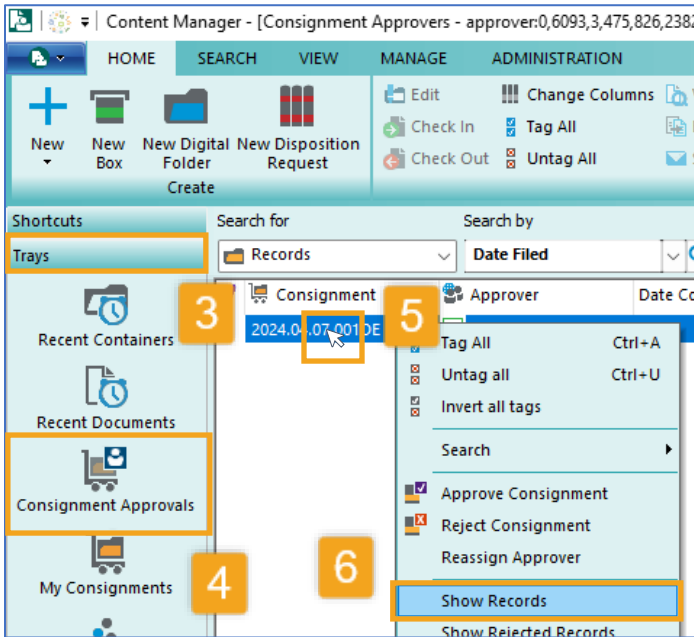 Content Manager - [Consignment Approvers - approver:0,6093,3,475,826,2382
HOME SEARCH VIEW MANAGE ADMINISTRATION
New
New Box
New Digital Folder
New Disposition Request
Create
Edit
Check In
Check Out
Change Columns
Tag All
Untag All
Shortcuts
Trays
Search for
Search by
Records
Date Filed
3
Recent Containers
Recent Documents
Consignment Approvals
4
My Consignments
Consignment
Approver
Date Co
5
Tag All Ctrl+A
Untag all Ctrl+U
Invert all tags
Search
Approve Consignment
Reject Consignment
Reassign Approver
6
Show Records
Show Rejected Records